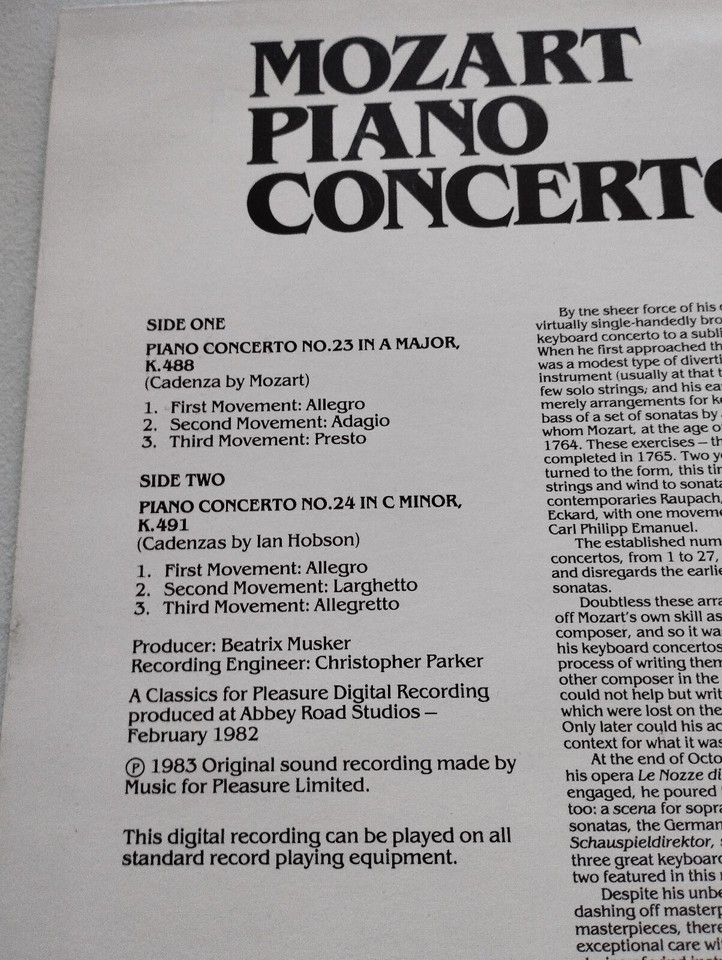 MOZART
PIANO
CONCERTO
SIDE ONE
PIANO CONCERTO NO.23 IN A MAJOR,
K.488
(Cadenza by Mozart)
1. First Movement: Allegro
2. Second Movement: Adagio
3. Third Movement: Presto
SIDE TWO
PIANO CONCERTO NO.24 IN C MINOR,
K.491
(Cadenzas by Ian Hobson)
1. First Movement: Allegro
2. Second Movement: Larghetto
3. Third Movement: Allegretto
Producer: Beatrix Musker
Recording Engineer: Christopher Parker
A Classics for Pleasure Digital Recording
produced at Abbey Road Studios –
February 1982
Ⓟ 1983 Original sound recording made by
Music for Pleasure Limited.
This digital recording can be played on all
standard record playing equipment.
By the sheer force of his
virtually single-handedly
keyboard concerto to a
When he first approached
was a modest type of
instrument (usually at that
few solo strings; and his
merely arrangements for
bass of a set of sonatas by
whom Mozart, at the age
1764. These exercises –
completed in 1765. Two
turned to the form, this
strings and wind to
contemporaries Raupach,
Eckard, with one
Carl Philipp Emanuel.
The established
concertos, from 1 to 27,
and disregards the
sonatas.
Doubtless these
off Mozart's own skill as
composer, and so it
his keyboard concertos
process of writing them
other composer in the
could not help but
which were lost on the
Only later could his
context for what it was
At the end of
his opera Le Nozze di
engaged, he poured
too: a scena for
sonatas, the German
Schauspieldirektor,
three great
two featured in this
Despite his
dashing off
masterpieces,
exceptional care